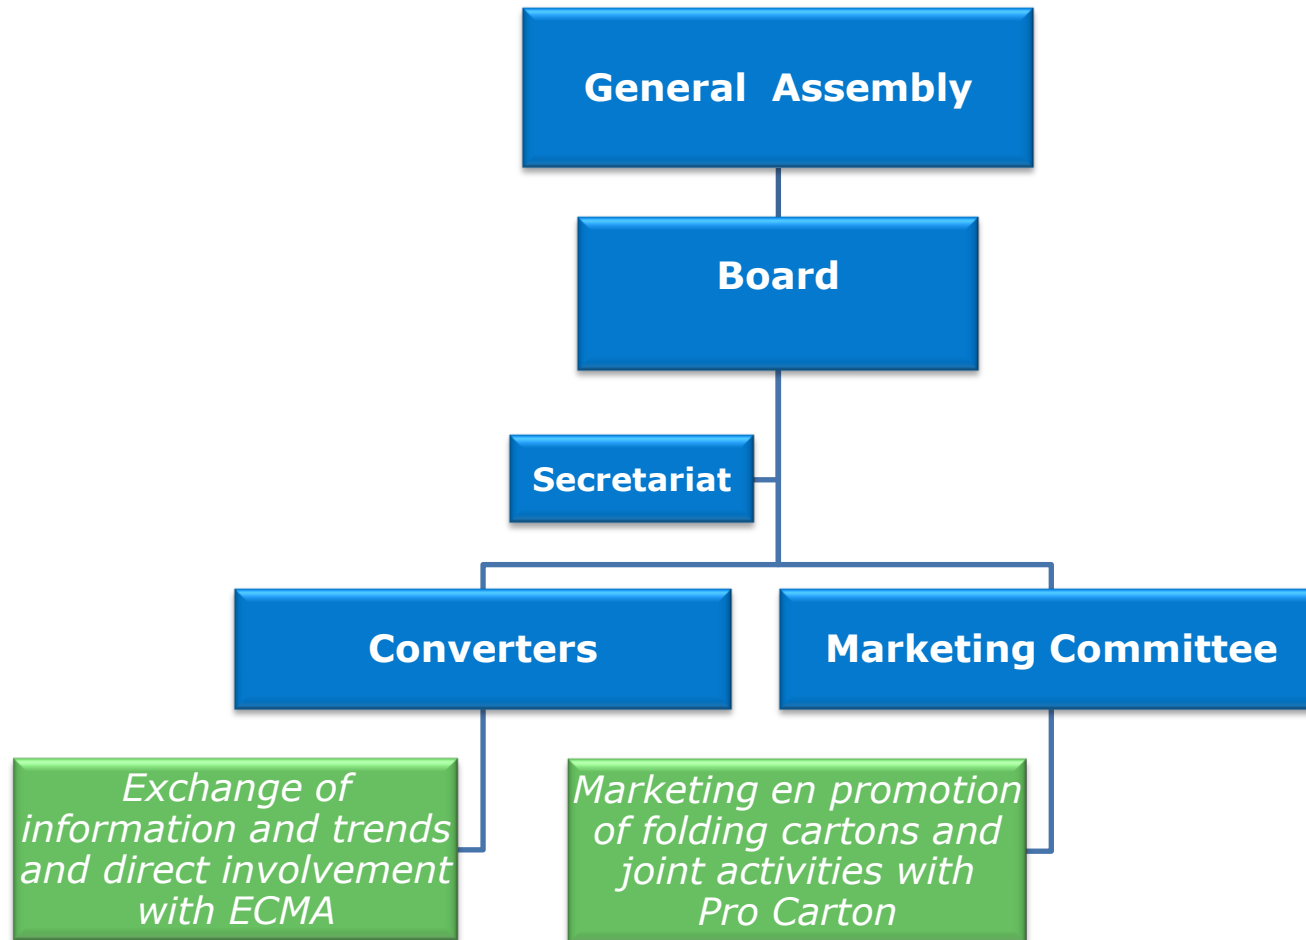 General Assembly
Board
Secretariat
Converters
Marketing Committee
Exchange of
information and trends
and direct involvement
with ECMA
Marketing en promotion
of folding cartons and
joint activities with
Pro Carton